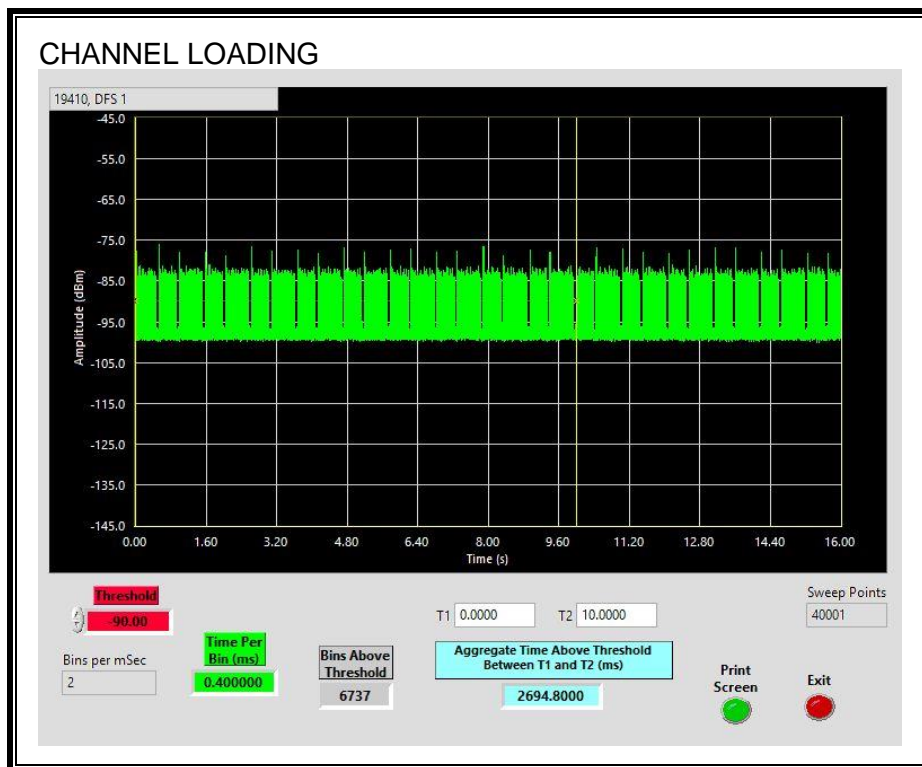 CHANNEL LOADING
19410, DFS 1
-45.0
-55.0
-65.0
-75.0
-85.0
-95.0
-105.0
-115.0
-125.0
-135.0
-145.0
Amplitude (dBm)
0.00 1.60 3.20 4.80 6.40 8.00 9.60 11.20 12.80 14.40 16.00
Time (s)
Threshold
-90.00
Bins per mSec
2
Time Per
Bin (ms)
0.400000
Bins Above
Threshold
6737
T1 0.0000 T2 10.0000
Aggregate Time Above Threshold
Between T1 and T2 (ms)
2694.8000
Sweep Points
40001
Print
Screen
Exit